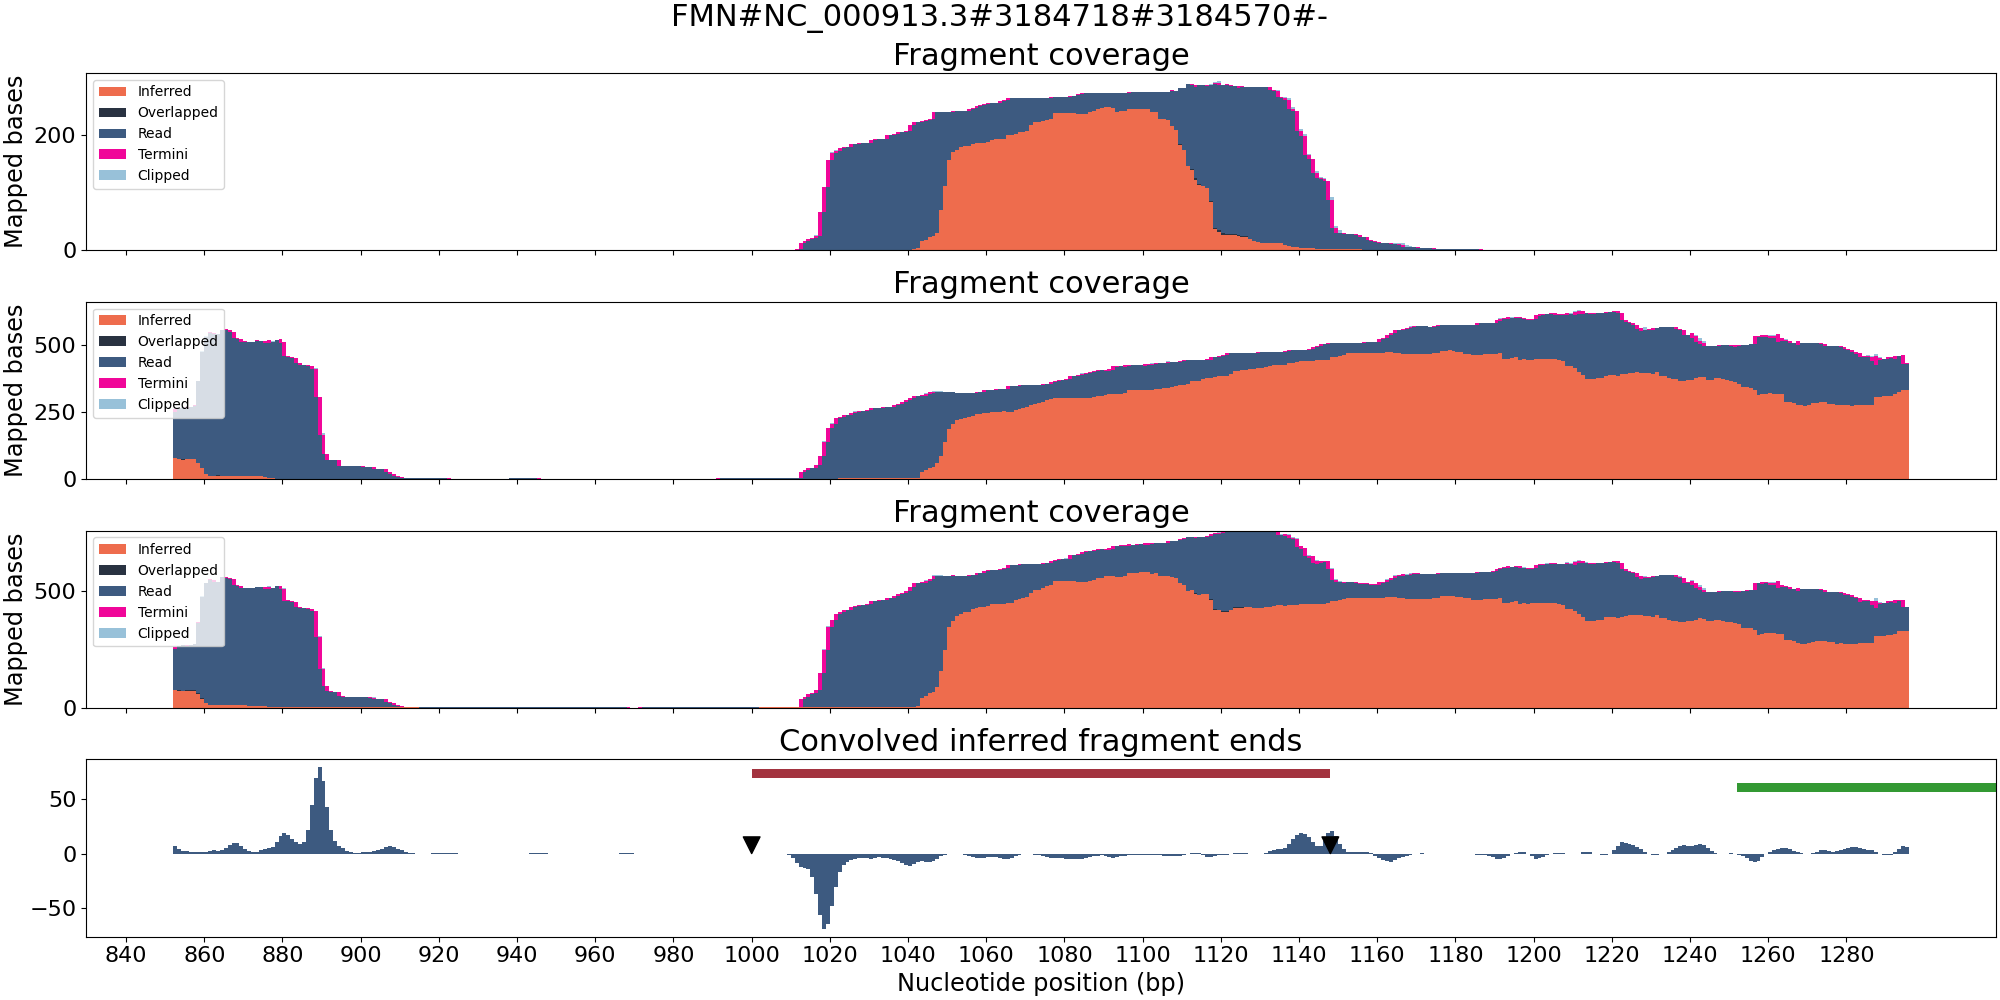 FMN#NC_000913.3#3184718#3184570#-
Fragment coverage
Mapped bases
200
0
Inferred
Overlapped
Read
Termini
Clipped
Fragment coverage
Mapped bases
500
250
0
Inferred
Overlapped
Read
Termini
Clipped
Fragment coverage
Mapped bases
500
0
Inferred
Overlapped
Read
Termini
Clipped
Convolved inferred fragment ends
50
0
−50
840 860 880 900 920 940 960 980 1000 1020 1040 1060 1080 1100 1120 1140 1160 1180 1200 1220 1240 1260 1280
Nucleotide position (bp)